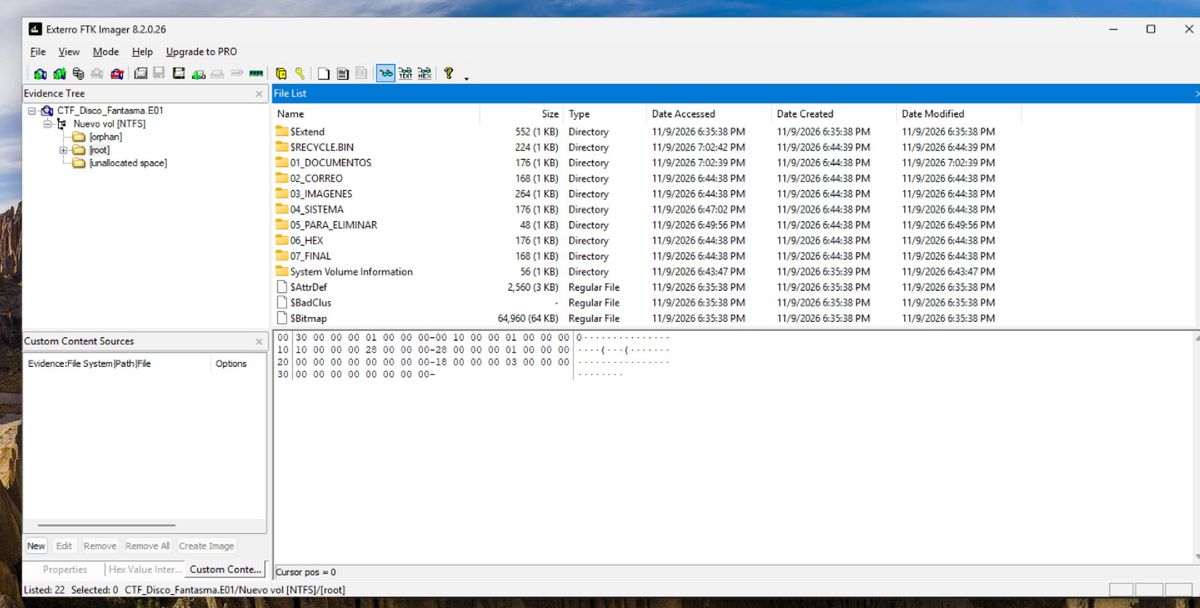 Exterro FTK Imager 8.2.0.26
File View Mode Help Upgrade to PRO
Evidence Tree
CTF_Disco_Fantasma.E01
Nuevo vol [NTFS]
[orphan]
[root]
[unallocated space]
File List
Name Size Type Date Accessed Date Created Date Modified
$Extend 552 (1 KB) Directory 11/9/2026 6:35:38 PM 11/9/2026 6:35:38 PM 11/9/2026 6:35:38 PM
$RECYCLE.BIN 224 (1 KB) Directory 11/9/2026 7:02:42 PM 11/9/2026 6:44:39 PM 11/9/2026 6:44:39 PM
01_DOCUMENTOS 176 (1 KB) Directory 11/9/2026 7:02:39 PM 11/9/2026 6:44:38 PM 11/9/2026 7:02:39 PM
02_CORREO 168 (1 KB) Directory 11/9/2026 6:44:38 PM 11/9/2026 6:44:38 PM 11/9/2026 6:44:38 PM
03_IMAGENES 264 (1 KB) Directory 11/9/2026 6:44:38 PM 11/9/2026 6:44:38 PM 11/9/2026 6:44:38 PM
04_SISTEMA 176 (1 KB) Directory 11/9/2026 6:47:02 PM 11/9/2026 6:44:38 PM 11/9/2026 6:44:38 PM
05_PARA_ELIMINAR 48 (1 KB) Directory 11/9/2026 6:49:56 PM 11/9/2026 6:44:38 PM 11/9/2026 6:49:56 PM
06_HEX 176 (1 KB) Directory 11/9/2026 6:44:38 PM 11/9/2026 6:44:38 PM 11/9/2026 6:44:38 PM
07_FINAL 168 (1 KB) Directory 11/9/2026 6:44:38 PM 11/9/2026 6:44:38 PM 11/9/2026 6:44:38 PM
System Volume Information 56 (1 KB) Directory 11/9/2026 6:43:47 PM 11/9/2026 6:35:39 PM 11/9/2026 6:43:47 PM
$AttrDef 2,560 (3 KB) Regular File 11/9/2026 6:35:38 PM 11/9/2026 6:35:38 PM 11/9/2026 6:35:38 PM
$BadClus - Regular File 11/9/2026 6:35:38 PM 11/9/2026 6:35:38 PM 11/9/2026 6:35:38 PM
$Bitmap 64,960 (64 KB) Regular File 11/9/2026 6:35:38 PM 11/9/2026 6:35:38 PM 11/9/2026 6:35:38 PM
00 30 00 00 00 01 00 00 00-00 10 00 00 01 00 00 00 0···············
10 10 00 00 00 28 00 00 00-28 00 00 00 01 00 00 00 ····(···(·······
20 00 00 00 00 00 00 00 00-18 00 00 00 03 00 00 00 ················
30 00 00 00 00 00 00 00 00- ········
Custom Content Sources
Evidence:File System|Path|File Options
New Edit Remove Remove All Create Image
Properties Hex Value Inter... Custom Conte...
Cursor pos = 0
Listed: 22 Selected: 0 CTF_Disco_Fantasma.E01/Nuevo vol [NTFS]/[root]